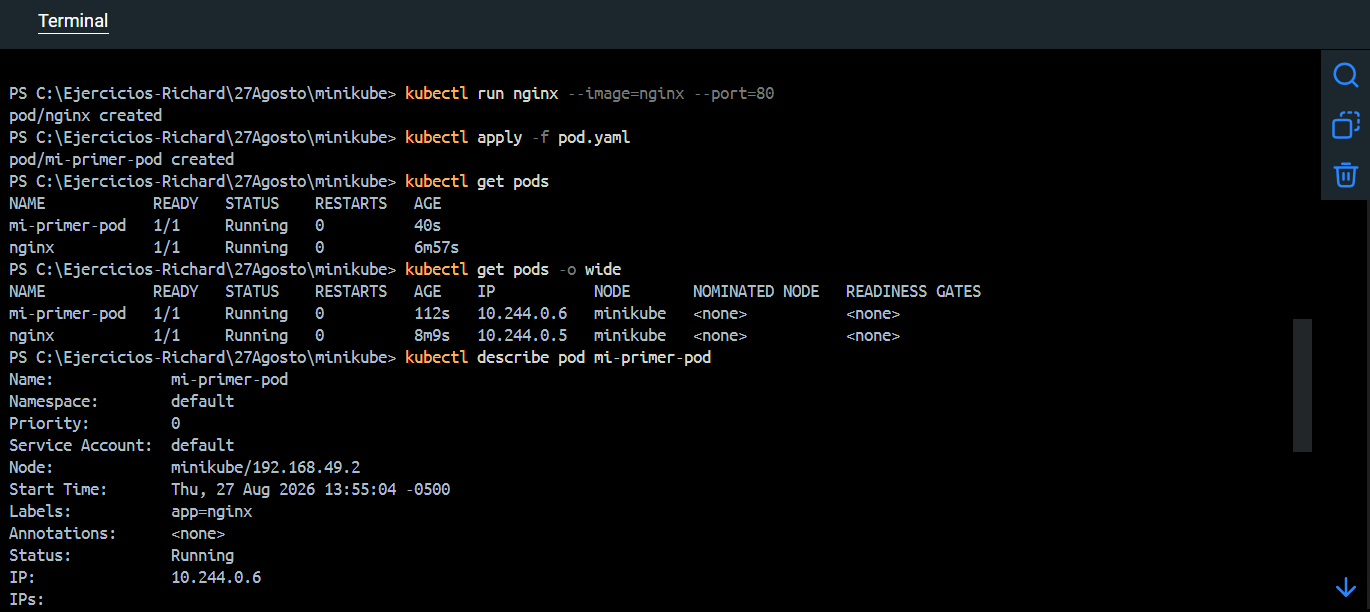 Terminal
PS C:\Ejercicios-Richard\27Agosto\minikube> kubectl run nginx --image=nginx --port=80
pod/nginx created
PS C:\Ejercicios-Richard\27Agosto\minikube> kubectl apply -f pod.yaml
pod/mi-primer-pod created
PS C:\Ejercicios-Richard\27Agosto\minikube> kubectl get pods
NAME            READY   STATUS    RESTARTS   AGE
mi-primer-pod   1/1     Running   0          40s
nginx           1/1     Running   0          6m57s
PS C:\Ejercicios-Richard\27Agosto\minikube> kubectl get pods -o wide
NAME            READY   STATUS    RESTARTS   AGE    IP           NODE       NOMINATED NODE   READINESS GATES
mi-primer-pod   1/1     Running   0          112s   10.244.0.6   minikube   <none>           <none>
nginx           1/1     Running   0          8m9s   10.244.0.5   minikube   <none>           <none>
PS C:\Ejercicios-Richard\27Agosto\minikube> kubectl describe pod mi-primer-pod
Name:             mi-primer-pod
Namespace:        default
Priority:         0
Service Account:  default
Node:             minikube/192.168.49.2
Start Time:       Thu, 27 Aug 2026 13:55:04 -0500
Labels:           app=nginx
Annotations:      <none>
Status:           Running
IP:               10.244.0.6
IPs: